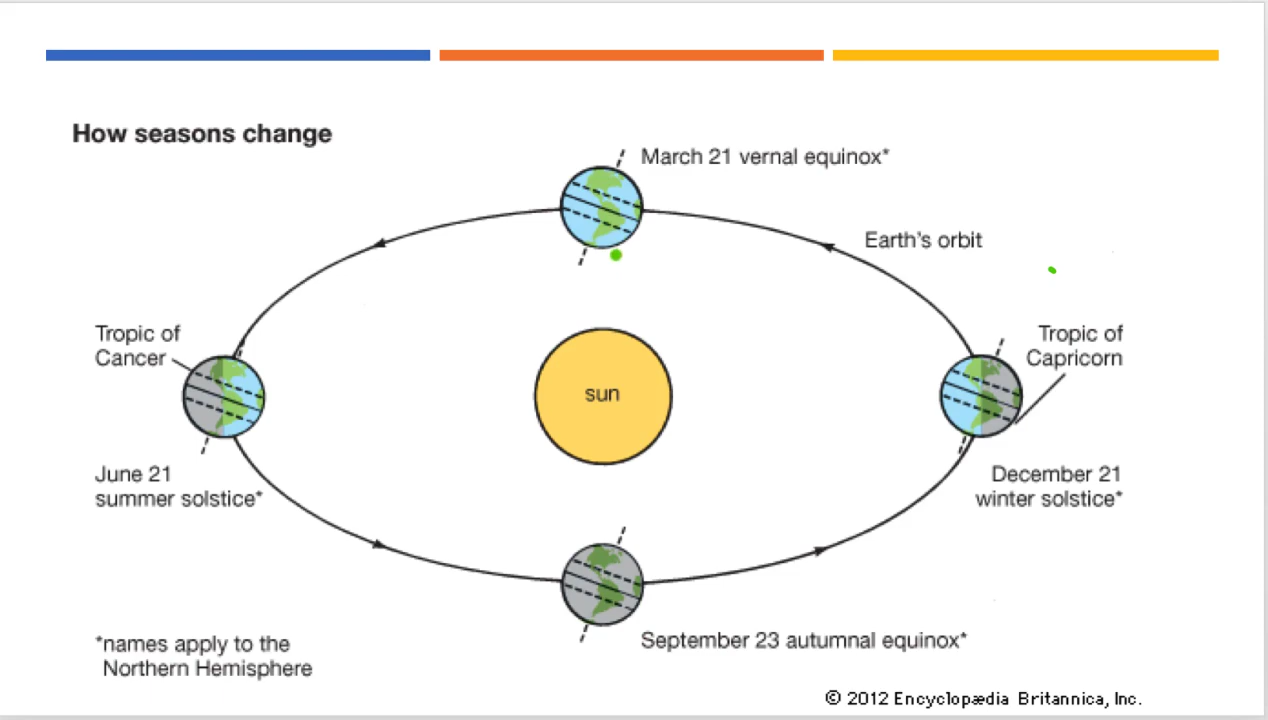 How seasons change
March 21 vernal equinox*
Earth's orbit
Tropic of
Cancer
Tropic of
Capricorn
sun
June 21
summer solstice*
December 21
winter solstice*
September 23 autumnal equinox*
*names apply to the
Northern Hemisphere
© 2012 Encyclopædia Britannica, Inc.